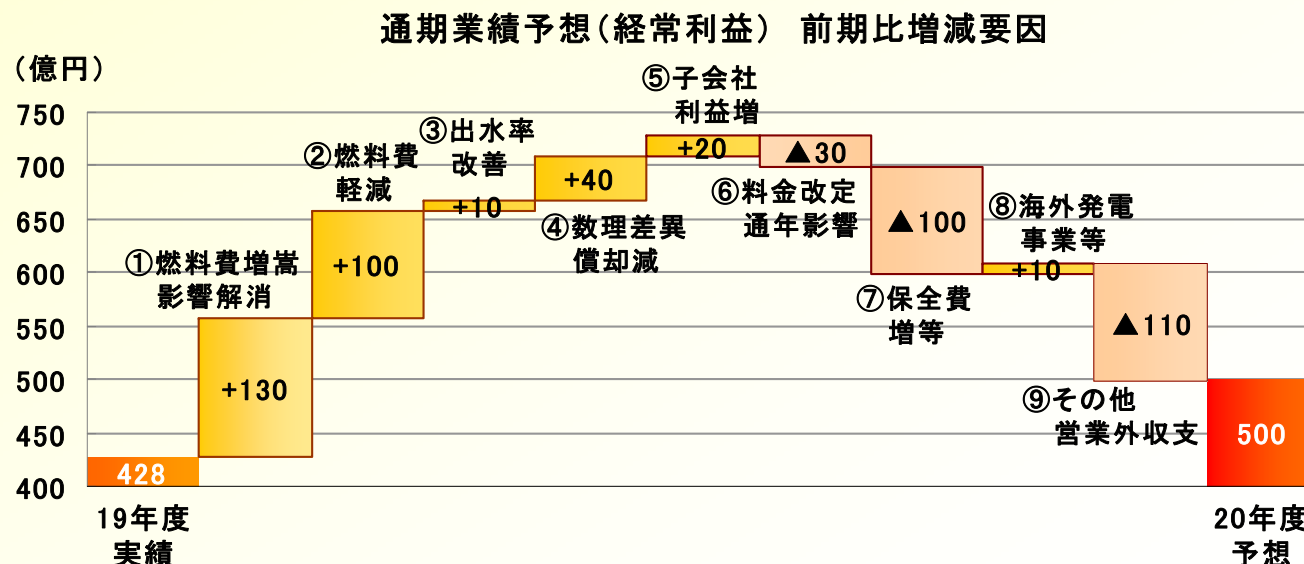 通期業績予想(経常利益) 前期比増減要因
(億円)
750
700
650
600
550
500
450
400
428
19年度
実績
①燃料費増嵩
影響解消
+130
②燃料費
軽減
+100
③出水率
改善
+10
+40
④数理差異
償却減
⑤子会社
利益増
+20
▲30
⑥料金改定
通年影響
▲100
⑦保全費
増等
⑧海外発電
事業等
+10
▲110
⑨その他
営業外収支
500
20年度
予想